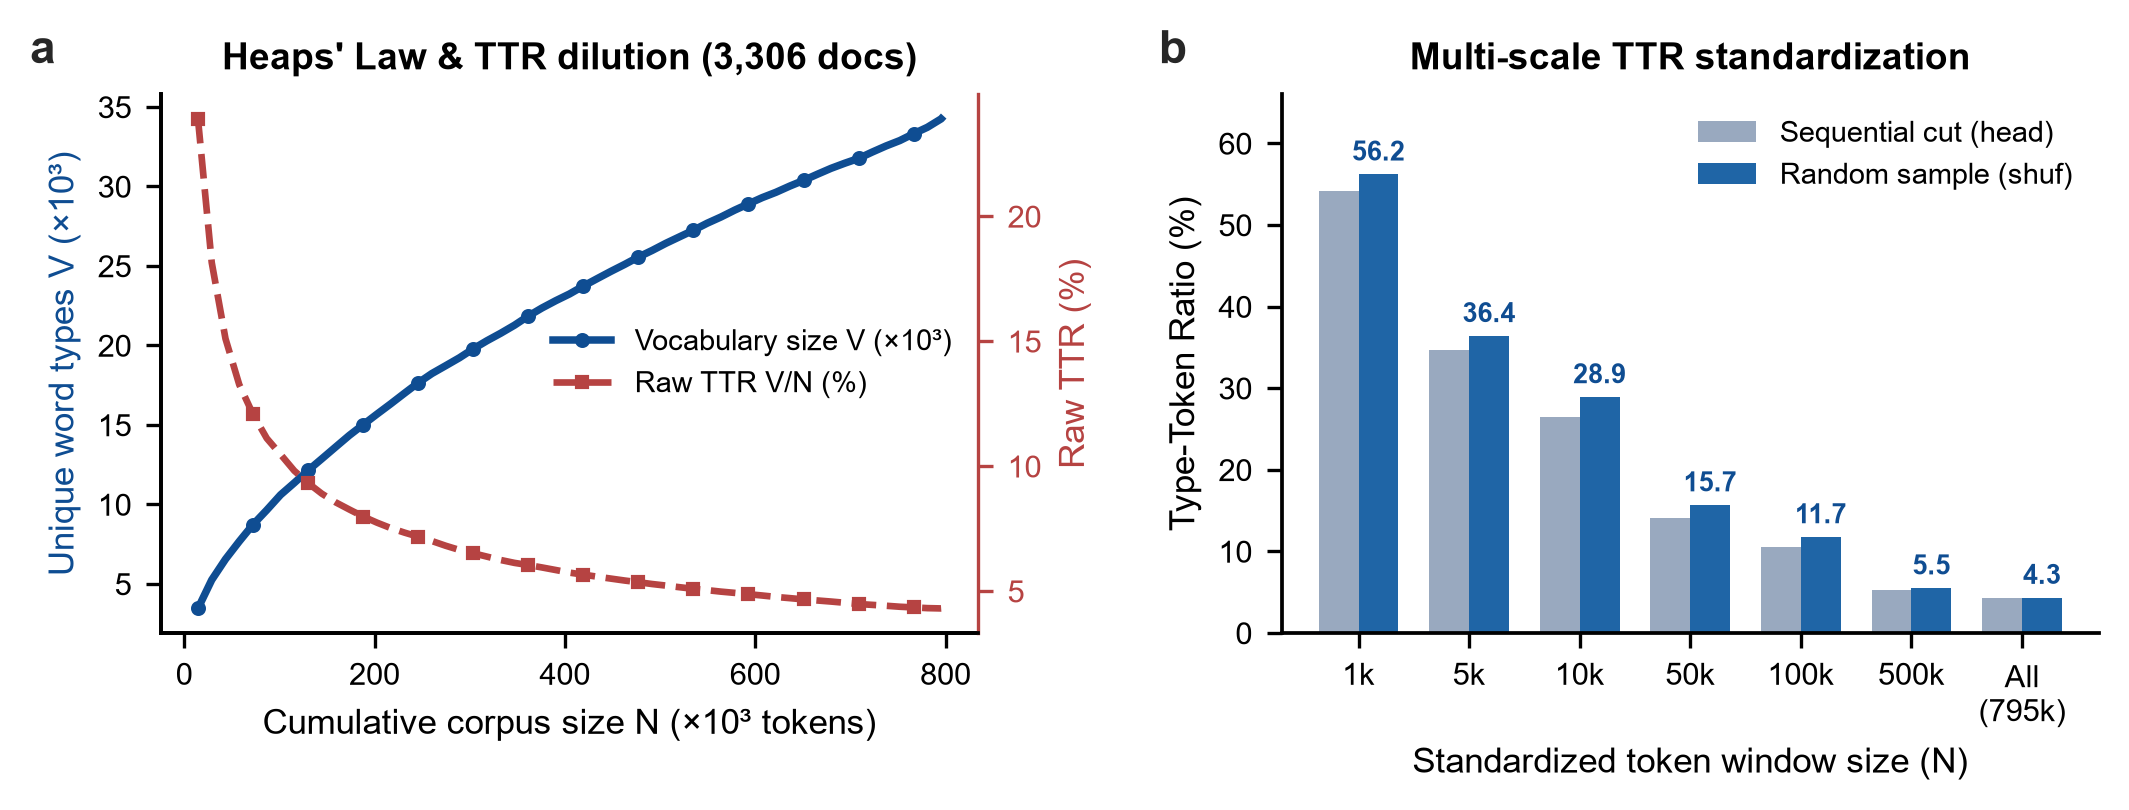 a
Heaps' Law & TTR dilution (3,306 docs)
Unique word types V (×10³)
35
30
25
20
15
10
5
Vocabulary size V (×10³)
Raw TTR V/N (%)
20
15
10
5
Raw TTR (%)
0 200 400 600 800
Cumulative corpus size N (×10³ tokens)
b
Multi-scale TTR standardization
Type-Token Ratio (%)
60
50
40
30
20
10
0
Sequential cut (head)
Random sample (shuf)
56.2
36.4
28.9
15.7
11.7
5.5
4.3
1k 5k 10k 50k 100k 500k All
(795k)
Standardized token window size (N)